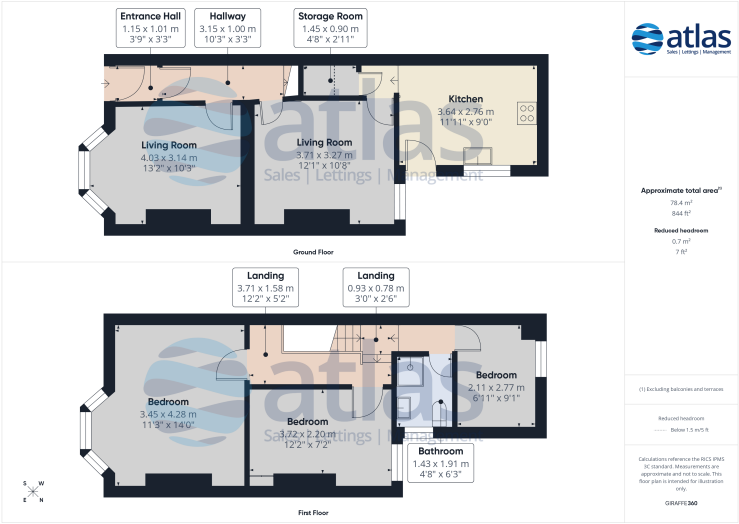 Entrance Hall
1.15 x 1.01 m
3'9" x 3'3"
Hallway
3.15 x 1.00 m
10'3" x 3'3"
Storage Room
1.45 x 0.90 m
4'8" x 2'11"
Kitchen
3.64 x 2.76 m
11'11" x 9'0"
Living Room
4.03 x 3.14 m
13'2" x 10'3"
Living Room
3.71 x 3.27 m
12'1" x 10'8"
atlas
Sales | Lettings | Management
Ground Floor
Landing
3.71 x 1.58 m
12'2" x 5'2"
Landing
0.93 x 0.78 m
3'0" x 2'6"
Bedroom
3.45 x 4.28 m
11'3" x 14'0"
Bedroom
3.72 x 2.20 m
12'2" x 7'2"
Bedroom
2.11 x 2.77 m
6'11" x 9'1"
Bathroom
1.43 x 1.91 m
4'8" x 6'3"
atlas
Sales | Lettings | Management
First Floor
S W
E N
atlas
Sales | Lettings | Management
Approximate total area(1)
78.4 m²
844 ft²
Reduced headroom
0.7 m²
7 ft²
(1) Excluding balconies and terraces
Reduced headroom
Below 1.5 m/5 ft
Calculations reference the RICS IPMS
3C standard. Measurements are
approximate and not to scale. This
floor plan is intended for illustration
only.
GIRAFFE360